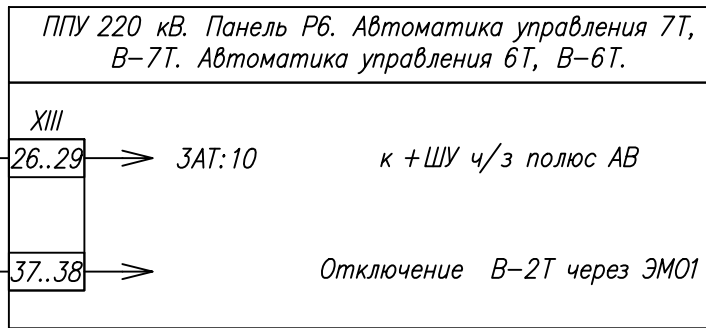 ППУ 220 кВ. Панель Р6. Автоматика управления 7Т,
В-7Т. Автоматика управления 6Т, В-6Т.
XIII
26..29 3АТ:10 к +ШУ ч/з полюс АВ
37..38 Отключение В-2Т через ЭМО1